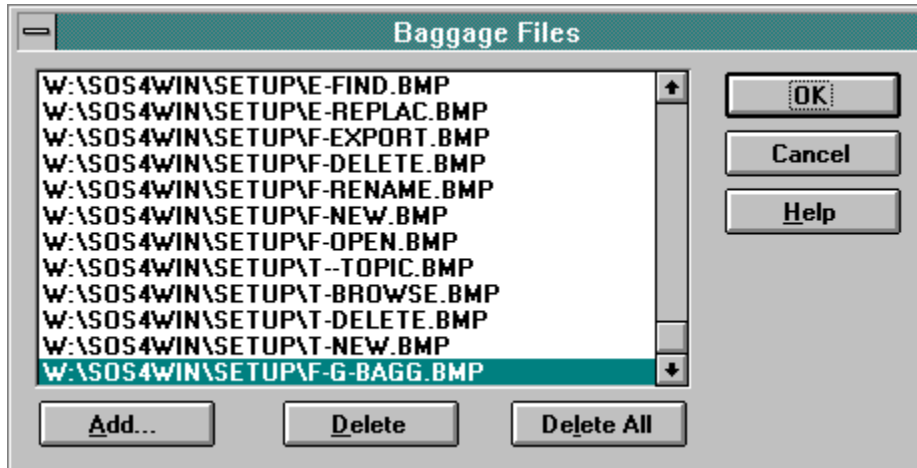 Baggage Files
W:\SOS4WIN\SETUP\E-FIND.BMP
W:\SOS4WIN\SETUP\E-REPLAC.BMP
W:\SOS4WIN\SETUP\F-EXPORT.BMP
W:\SOS4WIN\SETUP\F-DELETE.BMP
W:\SOS4WIN\SETUP\F-RENAME.BMP
W:\SOS4WIN\SETUP\F-NEW.BMP
W:\SOS4WIN\SETUP\F-OPEN.BMP
W:\SOS4WIN\SETUP\T--TOPIC.BMP
W:\SOS4WIN\SETUP\T-BROWSE.BMP
W:\SOS4WIN\SETUP\T-DELETE.BMP
W:\SOS4WIN\SETUP\T-NEW.BMP
W:\SOS4WIN\SETUP\F-G-BAGG.BMP
OK
Cancel
Help
Add...
Delete
Delete All